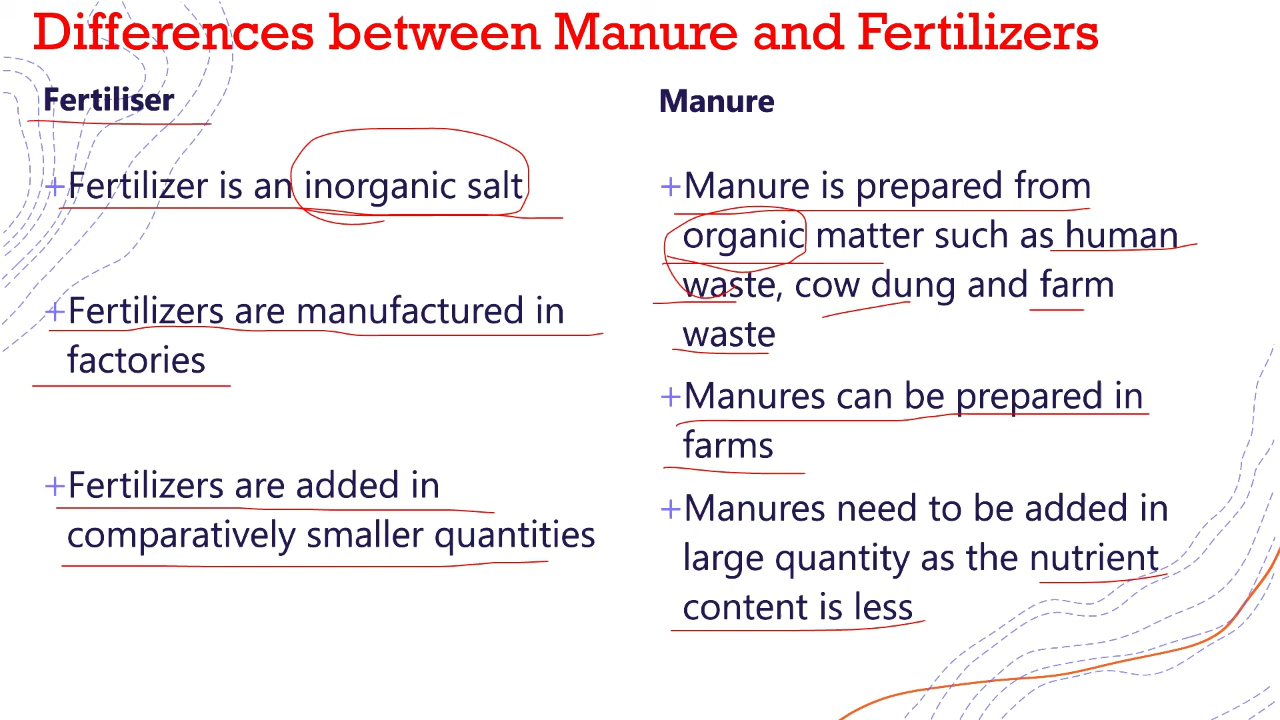 Differences between Manure and Fertilizers
Fertiliser
+Fertilizer is an inorganic salt
+Fertilizers are manufactured in
factories
+Fertilizers are added in
comparatively smaller quantities
Manure
+Manure is prepared from
organic matter such as human
waste, cow dung and farm
waste
+Manures can be prepared in
farms
+Manures need to be added in
large quantity as the nutrient
content is less